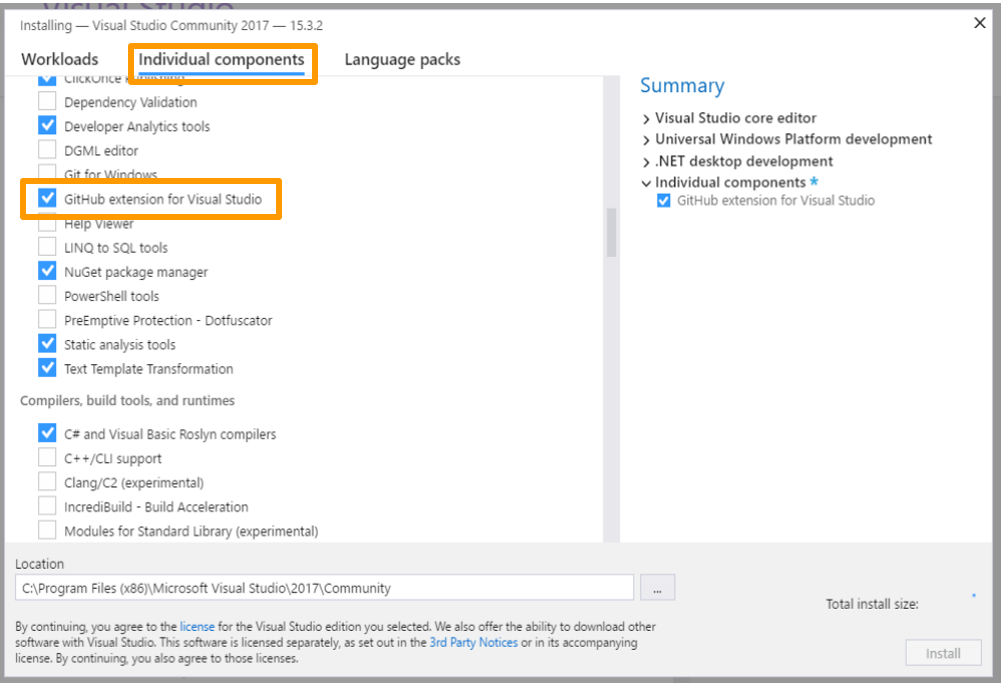 Installing — Visual Studio Community 2017 — 15.3.2
Workloads
Individual components
Language packs
ClickOnce Publishing
Dependency Validation
Developer Analytics tools
DGML editor
Git for Windows
GitHub extension for Visual Studio
Help Viewer
LINQ to SQL tools
NuGet package manager
PowerShell tools
PreEmptive Protection - Dotfuscator
Static analysis tools
Text Template Transformation
Compilers, build tools, and runtimes
C# and Visual Basic Roslyn compilers
C++/CLI support
Clang/C2 (experimental)
IncrediBuild - Build Acceleration
Modules for Standard Library (experimental)
Summary
Visual Studio core editor
Universal Windows Platform development
.NET desktop development
Individual components *
GitHub extension for Visual Studio
Location
C:\Program Files (x86)\Microsoft Visual Studio\2017\Community
...
Total install size:
By continuing, you agree to the license for the Visual Studio edition you selected. We also offer the ability to download other
software with Visual Studio. This software is licensed separately, as set out in the 3rd Party Notices or in its accompanying
license. By continuing, you also agree to those licenses.
Install